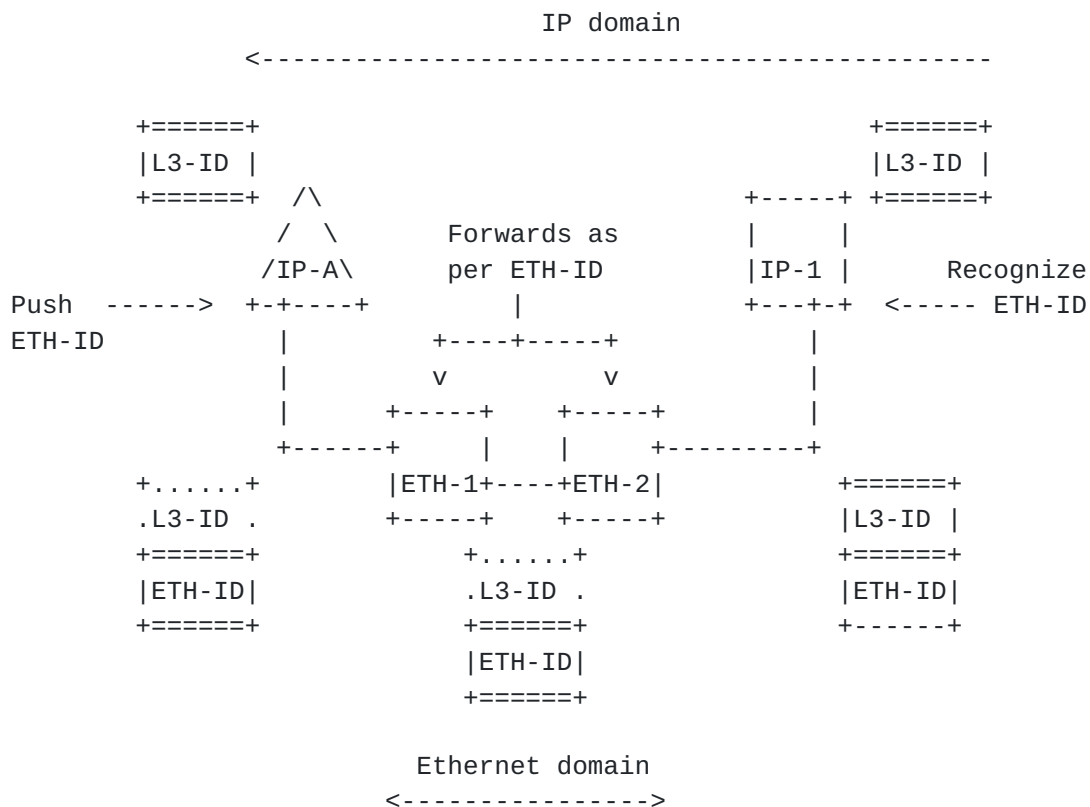 IP domain
               <-----------------------------------------------

        +======+                                       +======+
        |L3-ID |                                       |L3-ID |
        +======+  /\                           +-----+ +======+
                 /  \       Forwards as        |     |
                /IP-A\      per ETH-ID         |IP-1 |      Recognize
Push  ------>  +-+----+         |              +---+-+  <----- ETH-ID
ETH-ID           |         +----+-----+            |
                 |         v          v            |
                 |      +-----+    +-----+         |
                 +------+     |    |     +---------+
        +......+        |ETH-1+----+ETH-2|           +======+
        .L3-ID .        +-----+    +-----+           |L3-ID |
        +======+             +......+                +======+
        |ETH-ID|             .L3-ID .                |ETH-ID|
        +======+             +======+                +------+
                             |ETH-ID|
                             +======+

                          Ethernet domain
                        <---------------->